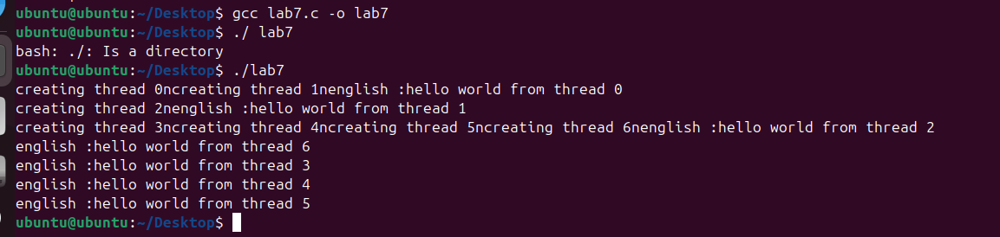 ubuntu@ubuntu:~/Desktop$ gcc lab7.c -o lab7
ubuntu@ubuntu:~/Desktop$ ./ lab7
bash: ./: Is a directory
ubuntu@ubuntu:~/Desktop$ ./lab7
creating thread 0ncreating thread 1nenglish :hello world from thread 0
creating thread 2nenglish :hello world from thread 1
creating thread 3ncreating thread 4ncreating thread 5ncreating thread 6nenglish :hello world from thread 2
english :hello world from thread 6
english :hello world from thread 3
english :hello world from thread 4
english :hello world from thread 5
ubuntu@ubuntu:~/Desktop$